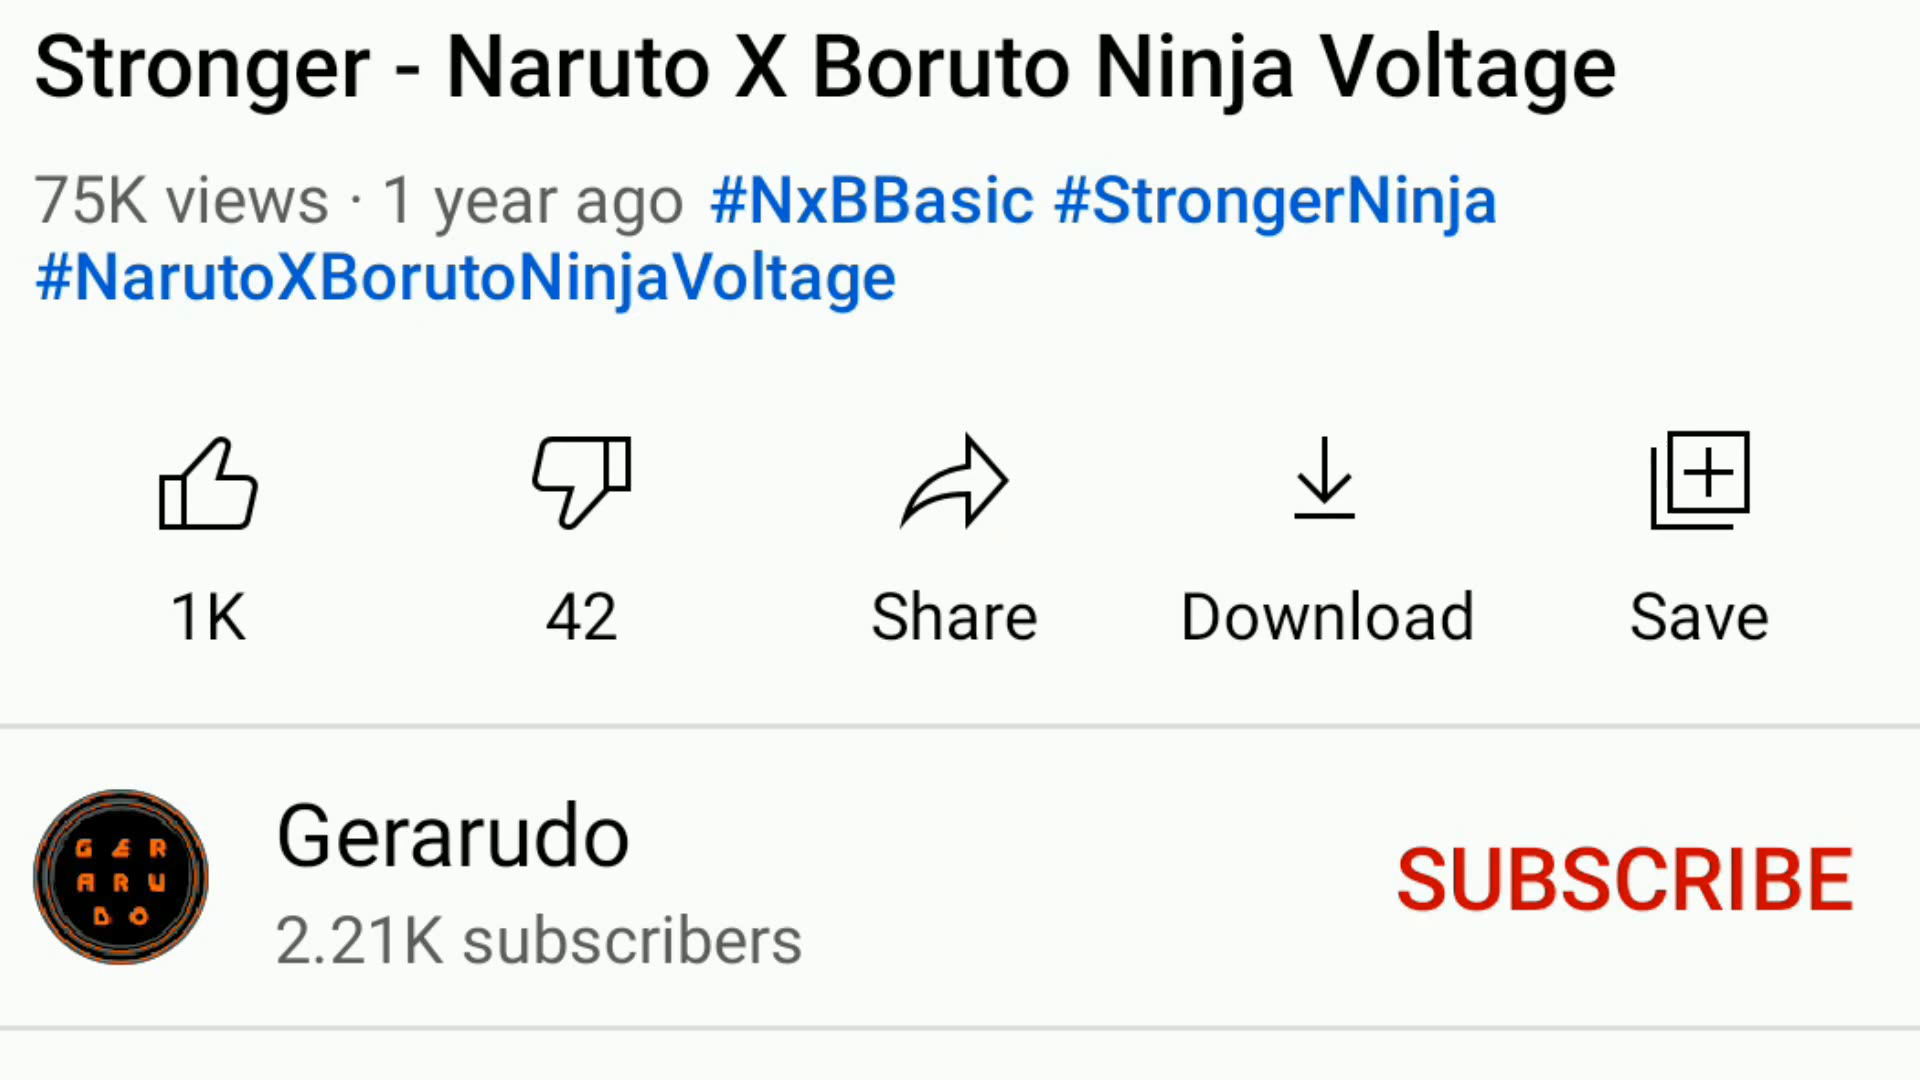 Stronger - Naruto X Boruto Ninja Voltage
75K views · 1 year ago #NxBBasic #StrongerNinja
#NarutoXBorutoNinjaVoltage
1K 42 Share Download Save
G E R
A R U
D O
Gerarudo
2.21K subscribers
SUBSCRIBE